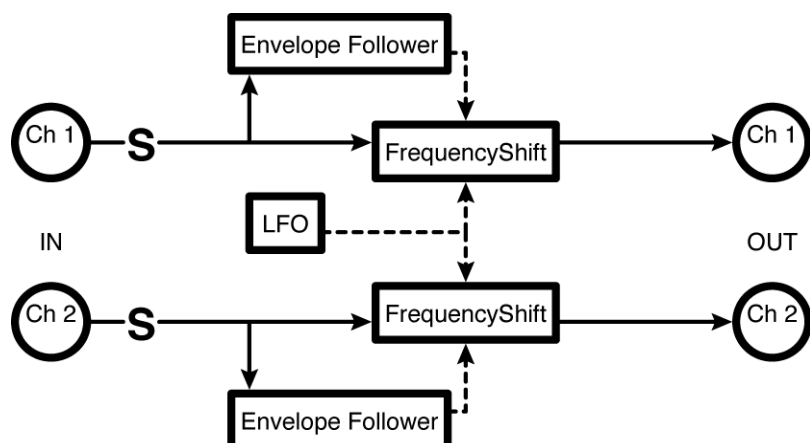 Envelope Follower
Ch 1
S
FrequencyShift
Ch 1
LFO
IN
OUT
Ch 2
S
FrequencyShift
Ch 2
Envelope Follower